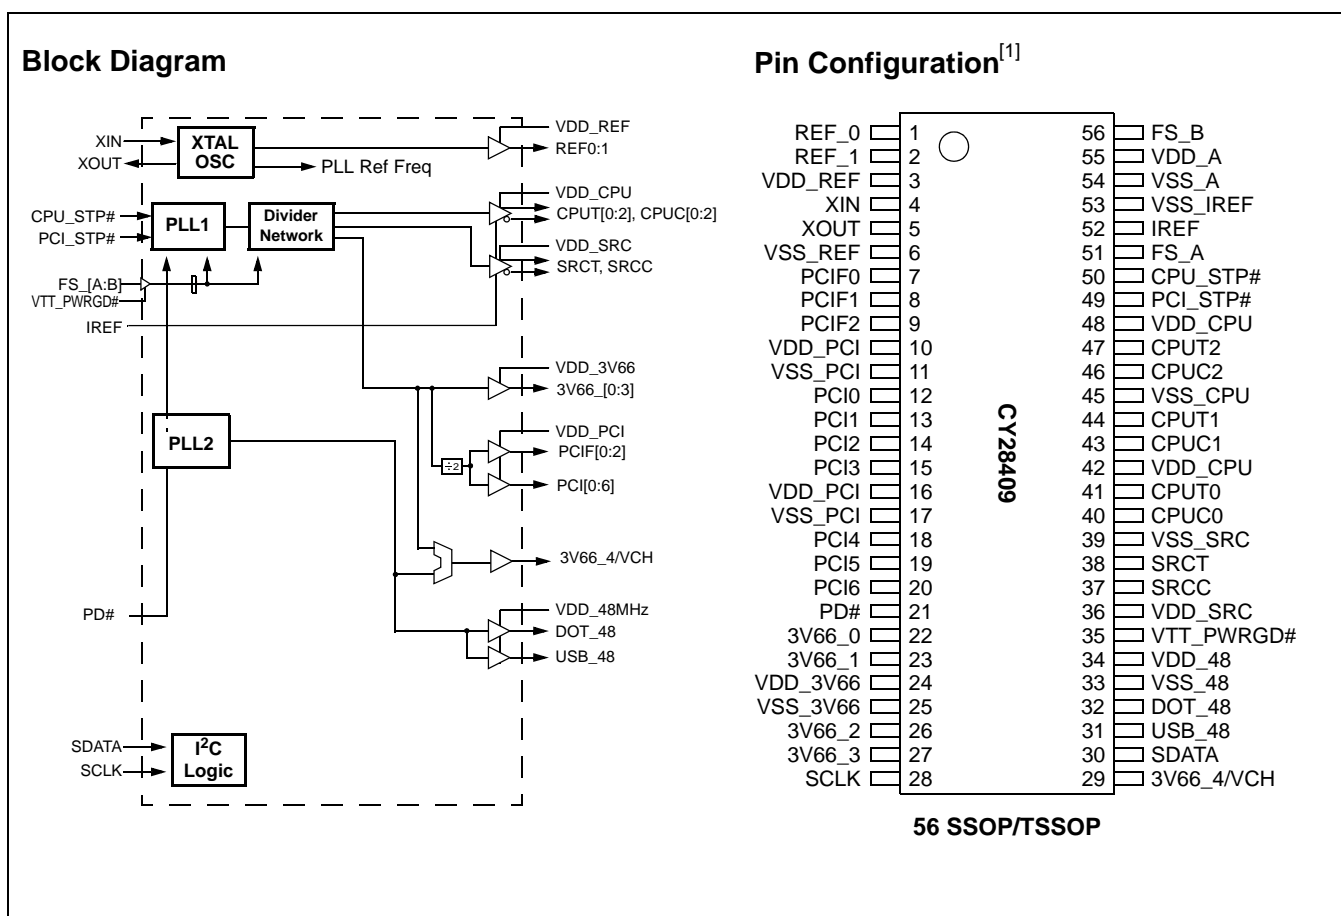 Block Diagram
XIN
XOUT
XTAL
OSC
VDD_REF
REF0:1
PLL Ref Freq
CPU_STP#
PCI_STP#
PLL1
Divider
Network
VDD_CPU
CPUT[0:2], CPUC[0:2]
VDD_SRC
SRCT, SRCC
FS_[A:B]
VTT_PWRGD#
IREF
VDD_3V66
3V66_[0:3]
PLL2
VDD_PCI
PCIF[0:2]
÷2
PCI[0:6]
3V66_4/VCH
PD#
VDD_48MHz
DOT_48
USB_48
SDATA
SCLK
I2C
Logic
Pin Configuration[1]
REF_0 1 56 FS_B
REF_1 2 55 VDD_A
VDD_REF 3 54 VSS_A
XIN 4 53 VSS_IREF
XOUT 5 52 IREF
VSS_REF 6 51 FS_A
PCIF0 7 50 CPU_STP#
PCIF1 8 49 PCI_STP#
PCIF2 9 48 VDD_CPU
VDD_PCI 10 47 CPUT2
VSS_PCI 11 46 CPUC2
PCI0 12 45 VSS_CPU
PCI1 13 44 CPUT1
PCI2 14 43 CPUC1
PCI3 15 42 VDD_CPU
VDD_PCI 16 41 CPUT0
VSS_PCI 17 40 CPUC0
PCI4 18 39 VSS_SRC
PCI5 19 38 SRCT
PCI6 20 37 SRCC
PD# 21 36 VDD_SRC
3V66_0 22 35 VTT_PWRGD#
3V66_1 23 34 VDD_48
VDD_3V66 24 33 VSS_48
VSS_3V66 25 32 DOT_48
3V66_2 26 31 USB_48
3V66_3 27 30 SDATA
SCLK 28 29 3V66_4/VCH
CY28409
56 SSOP/TSSOP